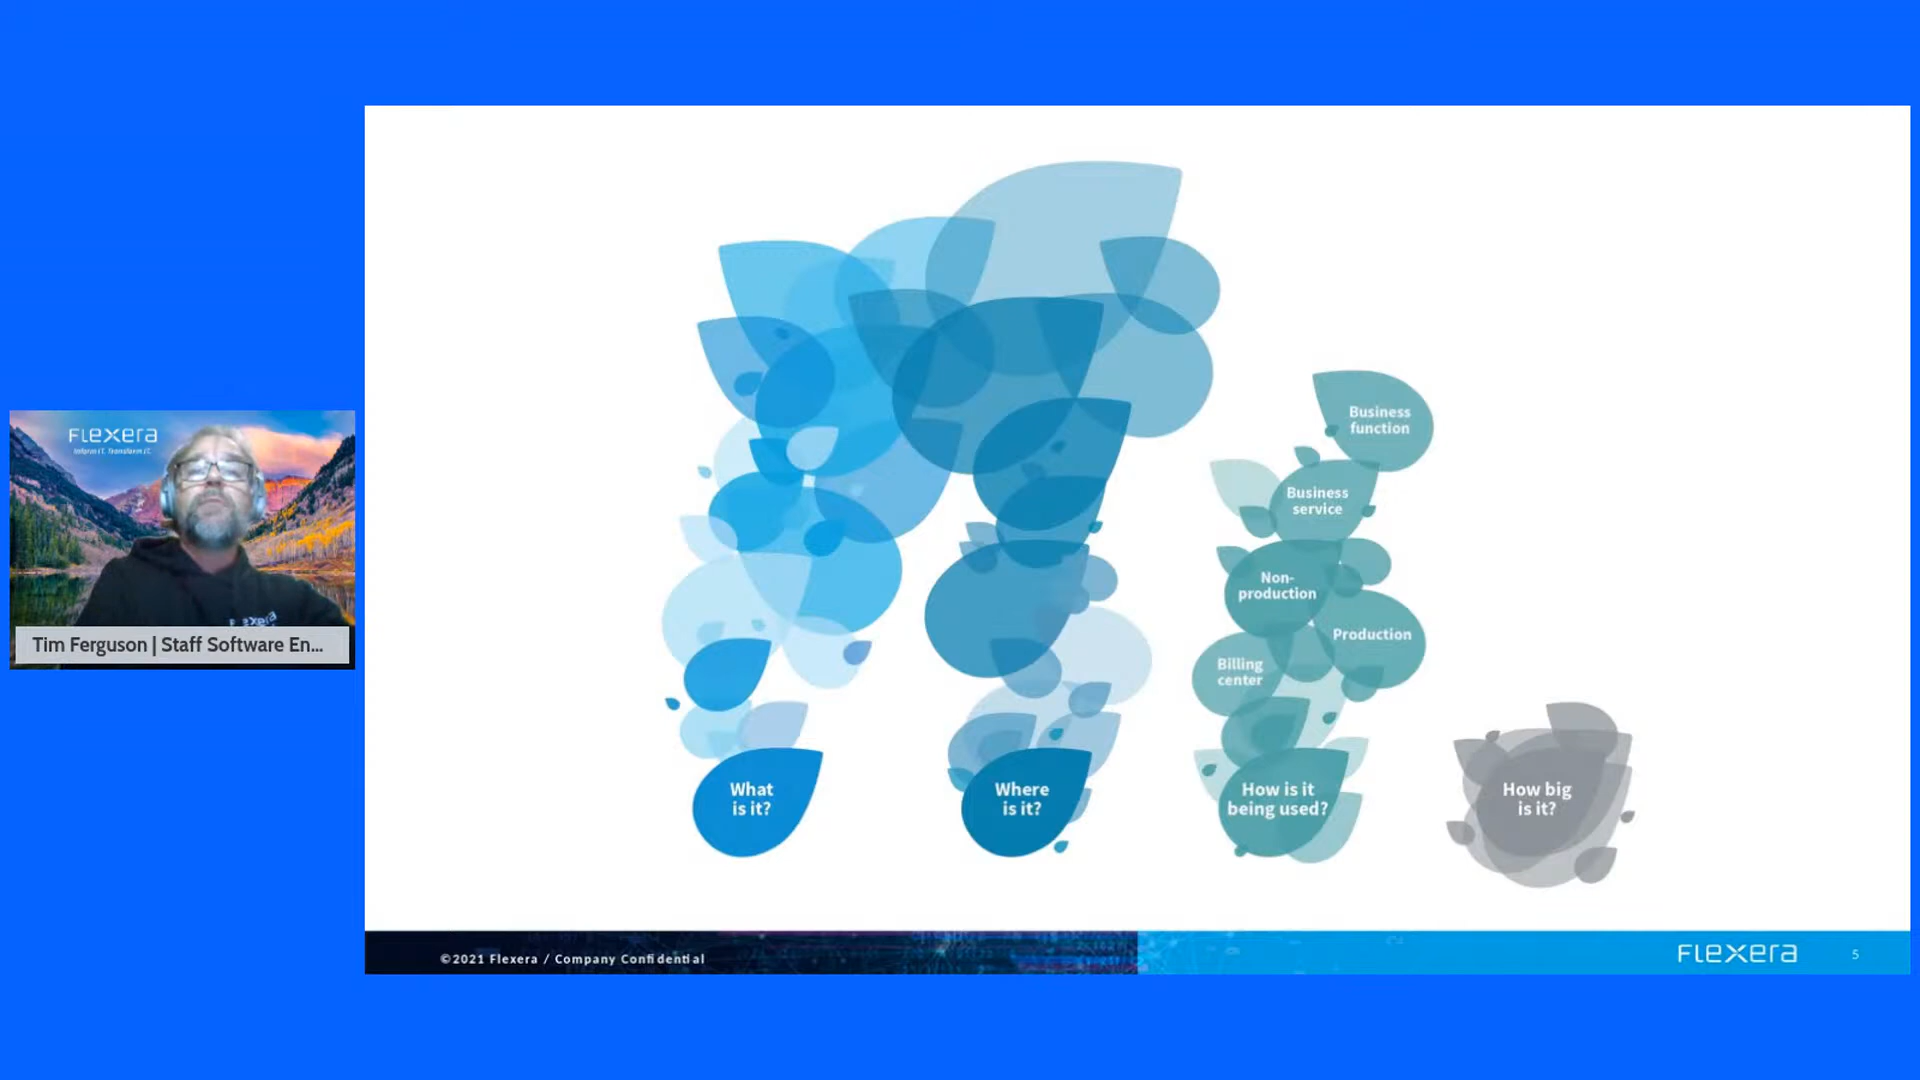 FLEXERA
Inform IT. Transform IT.
FLEXERA
Tim Ferguson | Staff Software En...
Business
function
Business
service
Non-
production
Production
Billing
center
What
is it?
Where
is it?
How is it
being used?
How big
is it?
©2021 Flexera / Company Confidential
FLEXERA
5